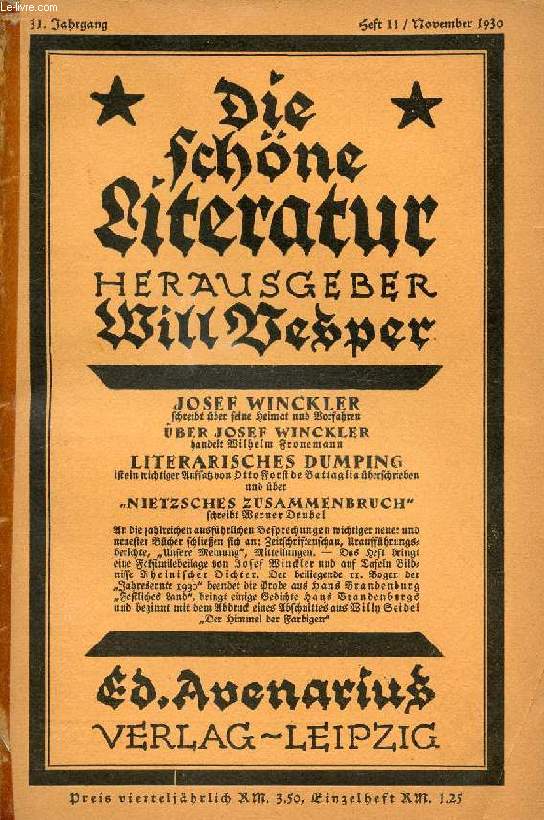 Le-livre.com
31. Jahrgang
Heft 11 / November 1930
Die
schöne
Literatur
HERAUSGEBER
Will Vesper
JOSEF WINCKLER
schreibt über seine Heimat und Vorfahren
ÜBER JOSEF WINCKLER
handelt Wilhelm Fronemann
LITERARISCHES DUMPING
ist ein wichtiger Aufsatz von Otto Forst de Battaglia überschrieben
und über
„NIETZSCHES ZUSAMMENBRUCH“
schreibt Werner Deubel
An die zahlreichen ausführlichen Besprechungen wichtiger neuer und
neuester Bücher schließen sich an: Zeitschriftenschau, Uraufführungs-
berichte, „Unsere Meinung“, Mitteilungen. — Das Heft bringt
eine Faksimilebeilage von Josef Winckler und auf Tafeln Bild-
nisse Rheinischer Dichter. Der beiliegende 11. Bogen der
„Jahresernte 1930“ beendet die Probe aus Hans Brandenburg
„Festliches Land“, bringt einige Gedichte Hans Brandenburgs
und beginnt mit dem Abdruck eines Abschnittes aus Willy Seidel
„Der Himmel der Farbigen“
Ed. Avenarius
VERLAG ~ LEIPZIG
Preis vierteljährlich RM. 3.50, Einzelheft RM. 1.25